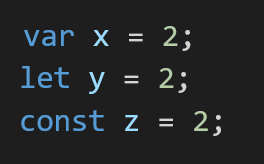 var x = 2;
let y = 2;
const z = 2;